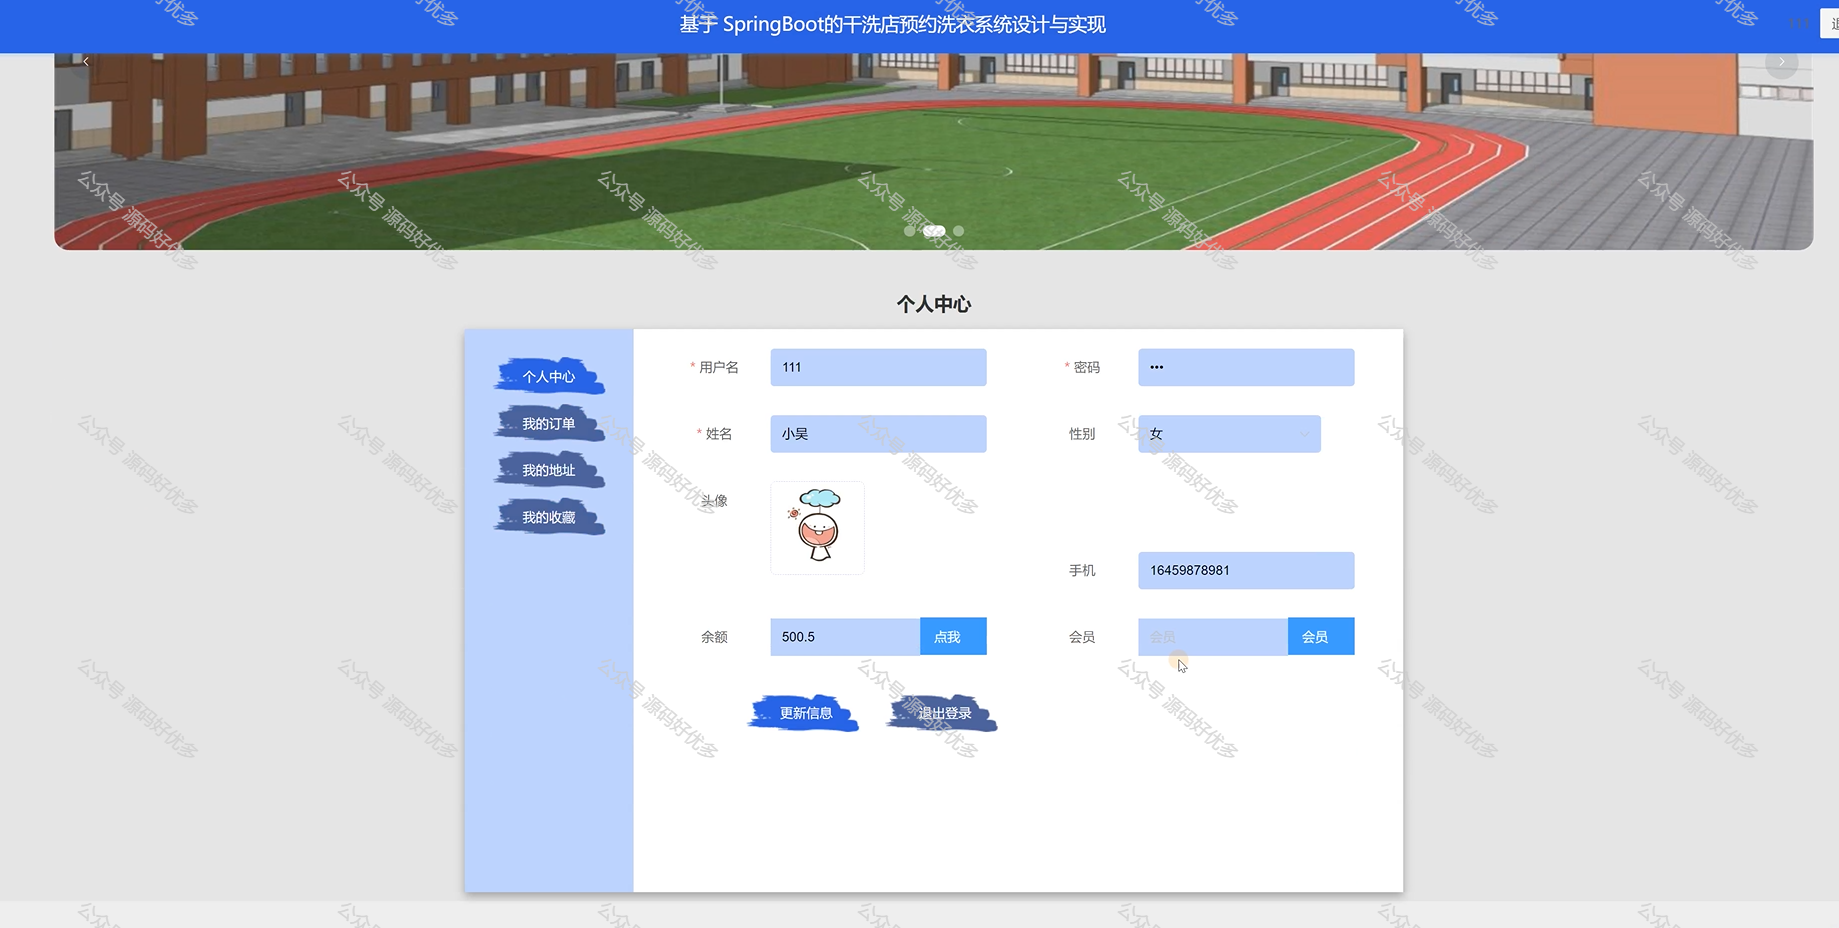 基于 SpringBoot的干洗店预约洗衣系统设计与实现
个人中心
个人中心
我的订单
我的地址
我的收藏
* 用户名 111
* 密码 •••
* 姓名 小吴
性别 女
头像
手机 16459878981
余额 500.5 点我
会员 会员 会员
更新信息
退出登录
公众号 源码好优多